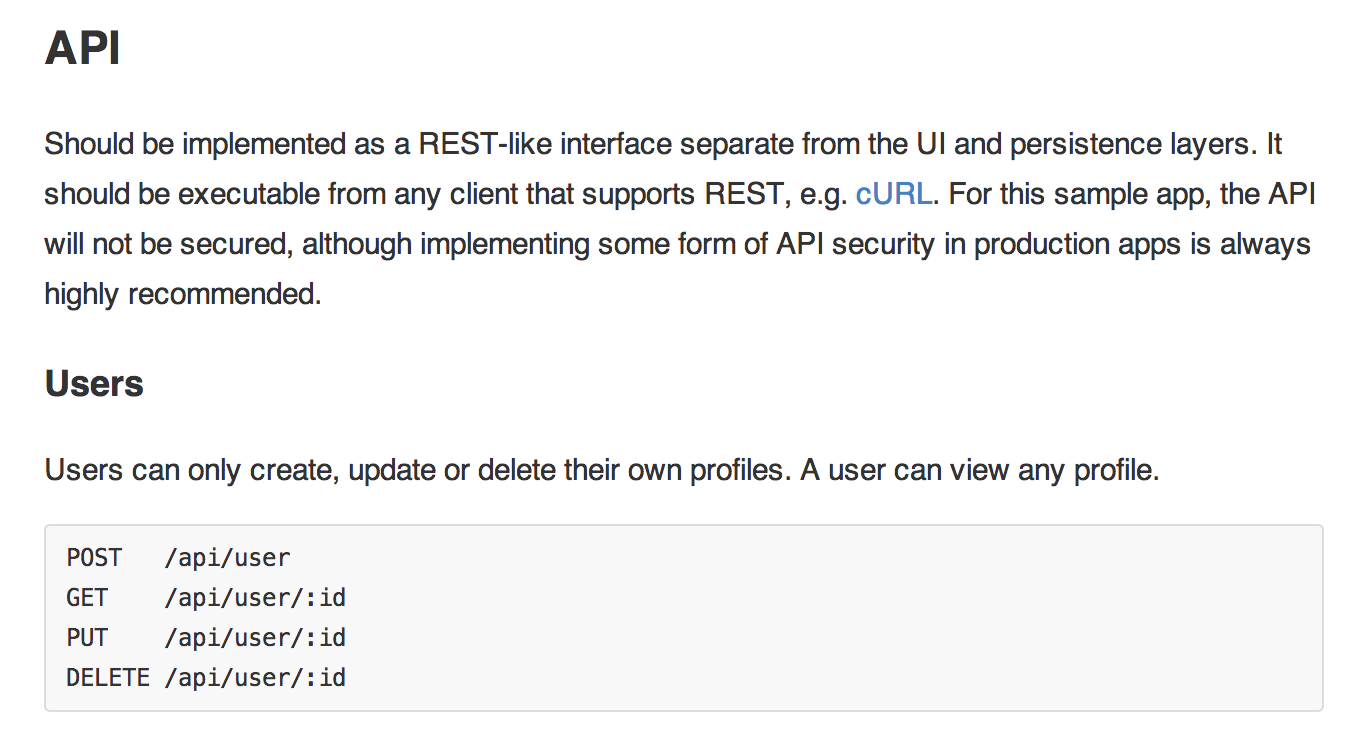 API
Should be implemented as a REST-like interface separate from the UI and persistence layers. It
should be executable from any client that supports REST, e.g. cURL. For this sample app, the API
will not be secured, although implementing some form of API security in production apps is always
highly recommended.
Users
Users can only create, update or delete their own profiles. A user can view any profile.
POST   /api/user
GET    /api/user/:id
PUT    /api/user/:id
DELETE /api/user/:id